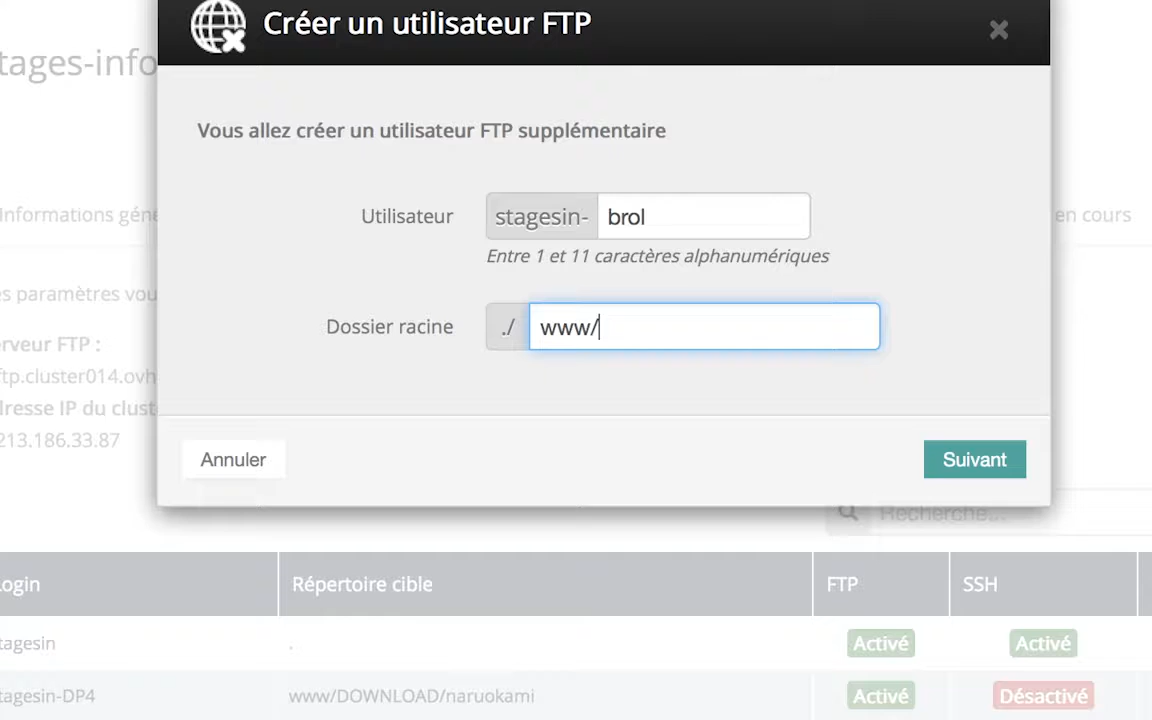 Créer un utilisateur FTP
tages-info
Vous allez créer un utilisateur FTP supplémentaire
Informations géné
en cours
Utilisateur stagesin- brol
Entre 1 et 11 caractères alphanumériques
es paramètres vou
Dossier racine ./ www/
erveur FTP :
ftp.cluster014.ovh
dresse IP du clust
213.186.33.87
Annuler Suivant
Recherche...
Login Répertoire cible FTP SSH
tagesin . Activé Activé
tagesin-DP4 www/DOWNLOAD/naruokami Activé Désactivé